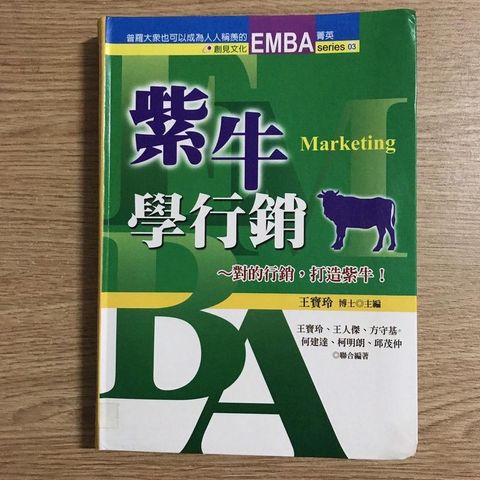 普羅大眾也可以成為人人稱羨的
創見文化 EMBA 菁英 series 03
紫牛
Marketing
學行銷
～對的行銷，打造紫牛！
王寶玲 博士◎主編
王寶玲、王人傑、方守基、
何建達、柯明朗、邱茂仲
◎聯合編著
EMBA